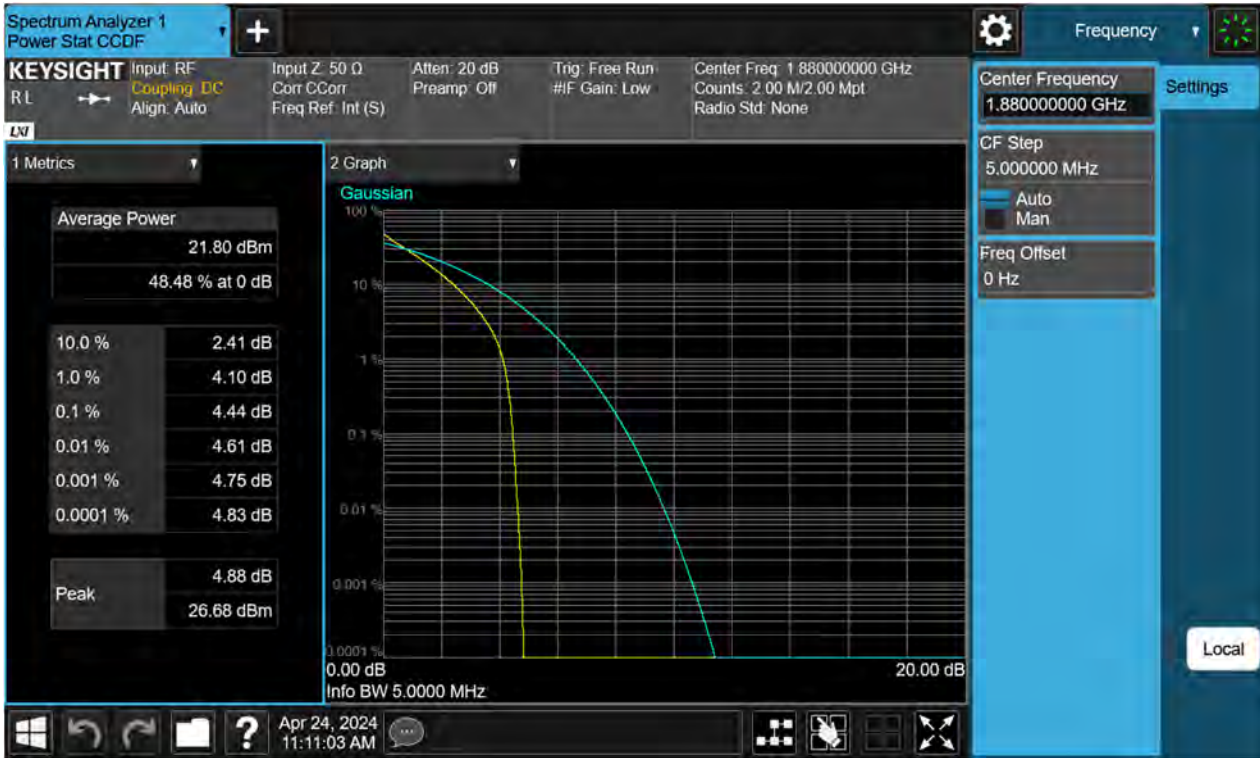 Spectrum Analyzer 1
Power Stat CCDF
+
Frequency
KEYSIGHT
RL
LXI
Input: RF
Coupling: DC
Align: Auto
Input Z: 50 Ω
Corr CCorr
Freq Ref: Int (S)
Atten: 20 dB
Preamp: Off
Trig: Free Run
#IF Gain: Low
Center Freq: 1.880000000 GHz
Counts: 2.00 M/2.00 Mpt
Radio Std: None
Center Frequency
1.880000000 GHz
Settings
CF Step
5.000000 MHz
Auto
Man
Freq Offset
0 Hz
Local
1 Metrics
Average Power
21.80 dBm
48.48 % at 0 dB
10.0 % 2.41 dB
1.0 % 4.10 dB
0.1 % 4.44 dB
0.01 % 4.61 dB
0.001 % 4.75 dB
0.0001 % 4.83 dB
Peak
4.88 dB
26.68 dBm
2 Graph
Gaussian
100 %
10 %
1 %
0.1 %
0.01 %
0.001 %
0.0001 %
0.00 dB 20.00 dB
Info BW 5.0000 MHz
?
Apr 24, 2024
11:11:03 AM